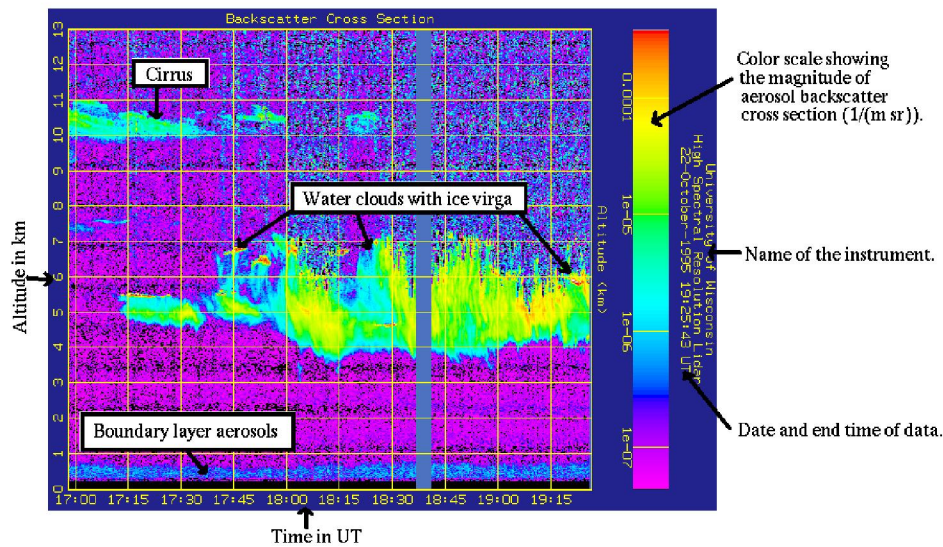 Backscatter Cross Section
13
12
11
10
9
8
7
6
5
4
3
2
1
0
Altitude in km
17:00 17:15 17:30 17:45 18:00 18:15 18:30 18:45 19:00 19:15
Time in UT
Cirrus
Water clouds with ice virga
Boundary layer aerosols
Altitude (km)
0.0001
1e-05
1e-06
1e-07
University of Wisconsin
High Spectral Resolution Lidar
22-October-1995 19:25:43 UT
Color scale showing
the magnitude of
aerosol backscatter
cross section (1/(m sr)).
Name of the instrument.
Date and end time of data.